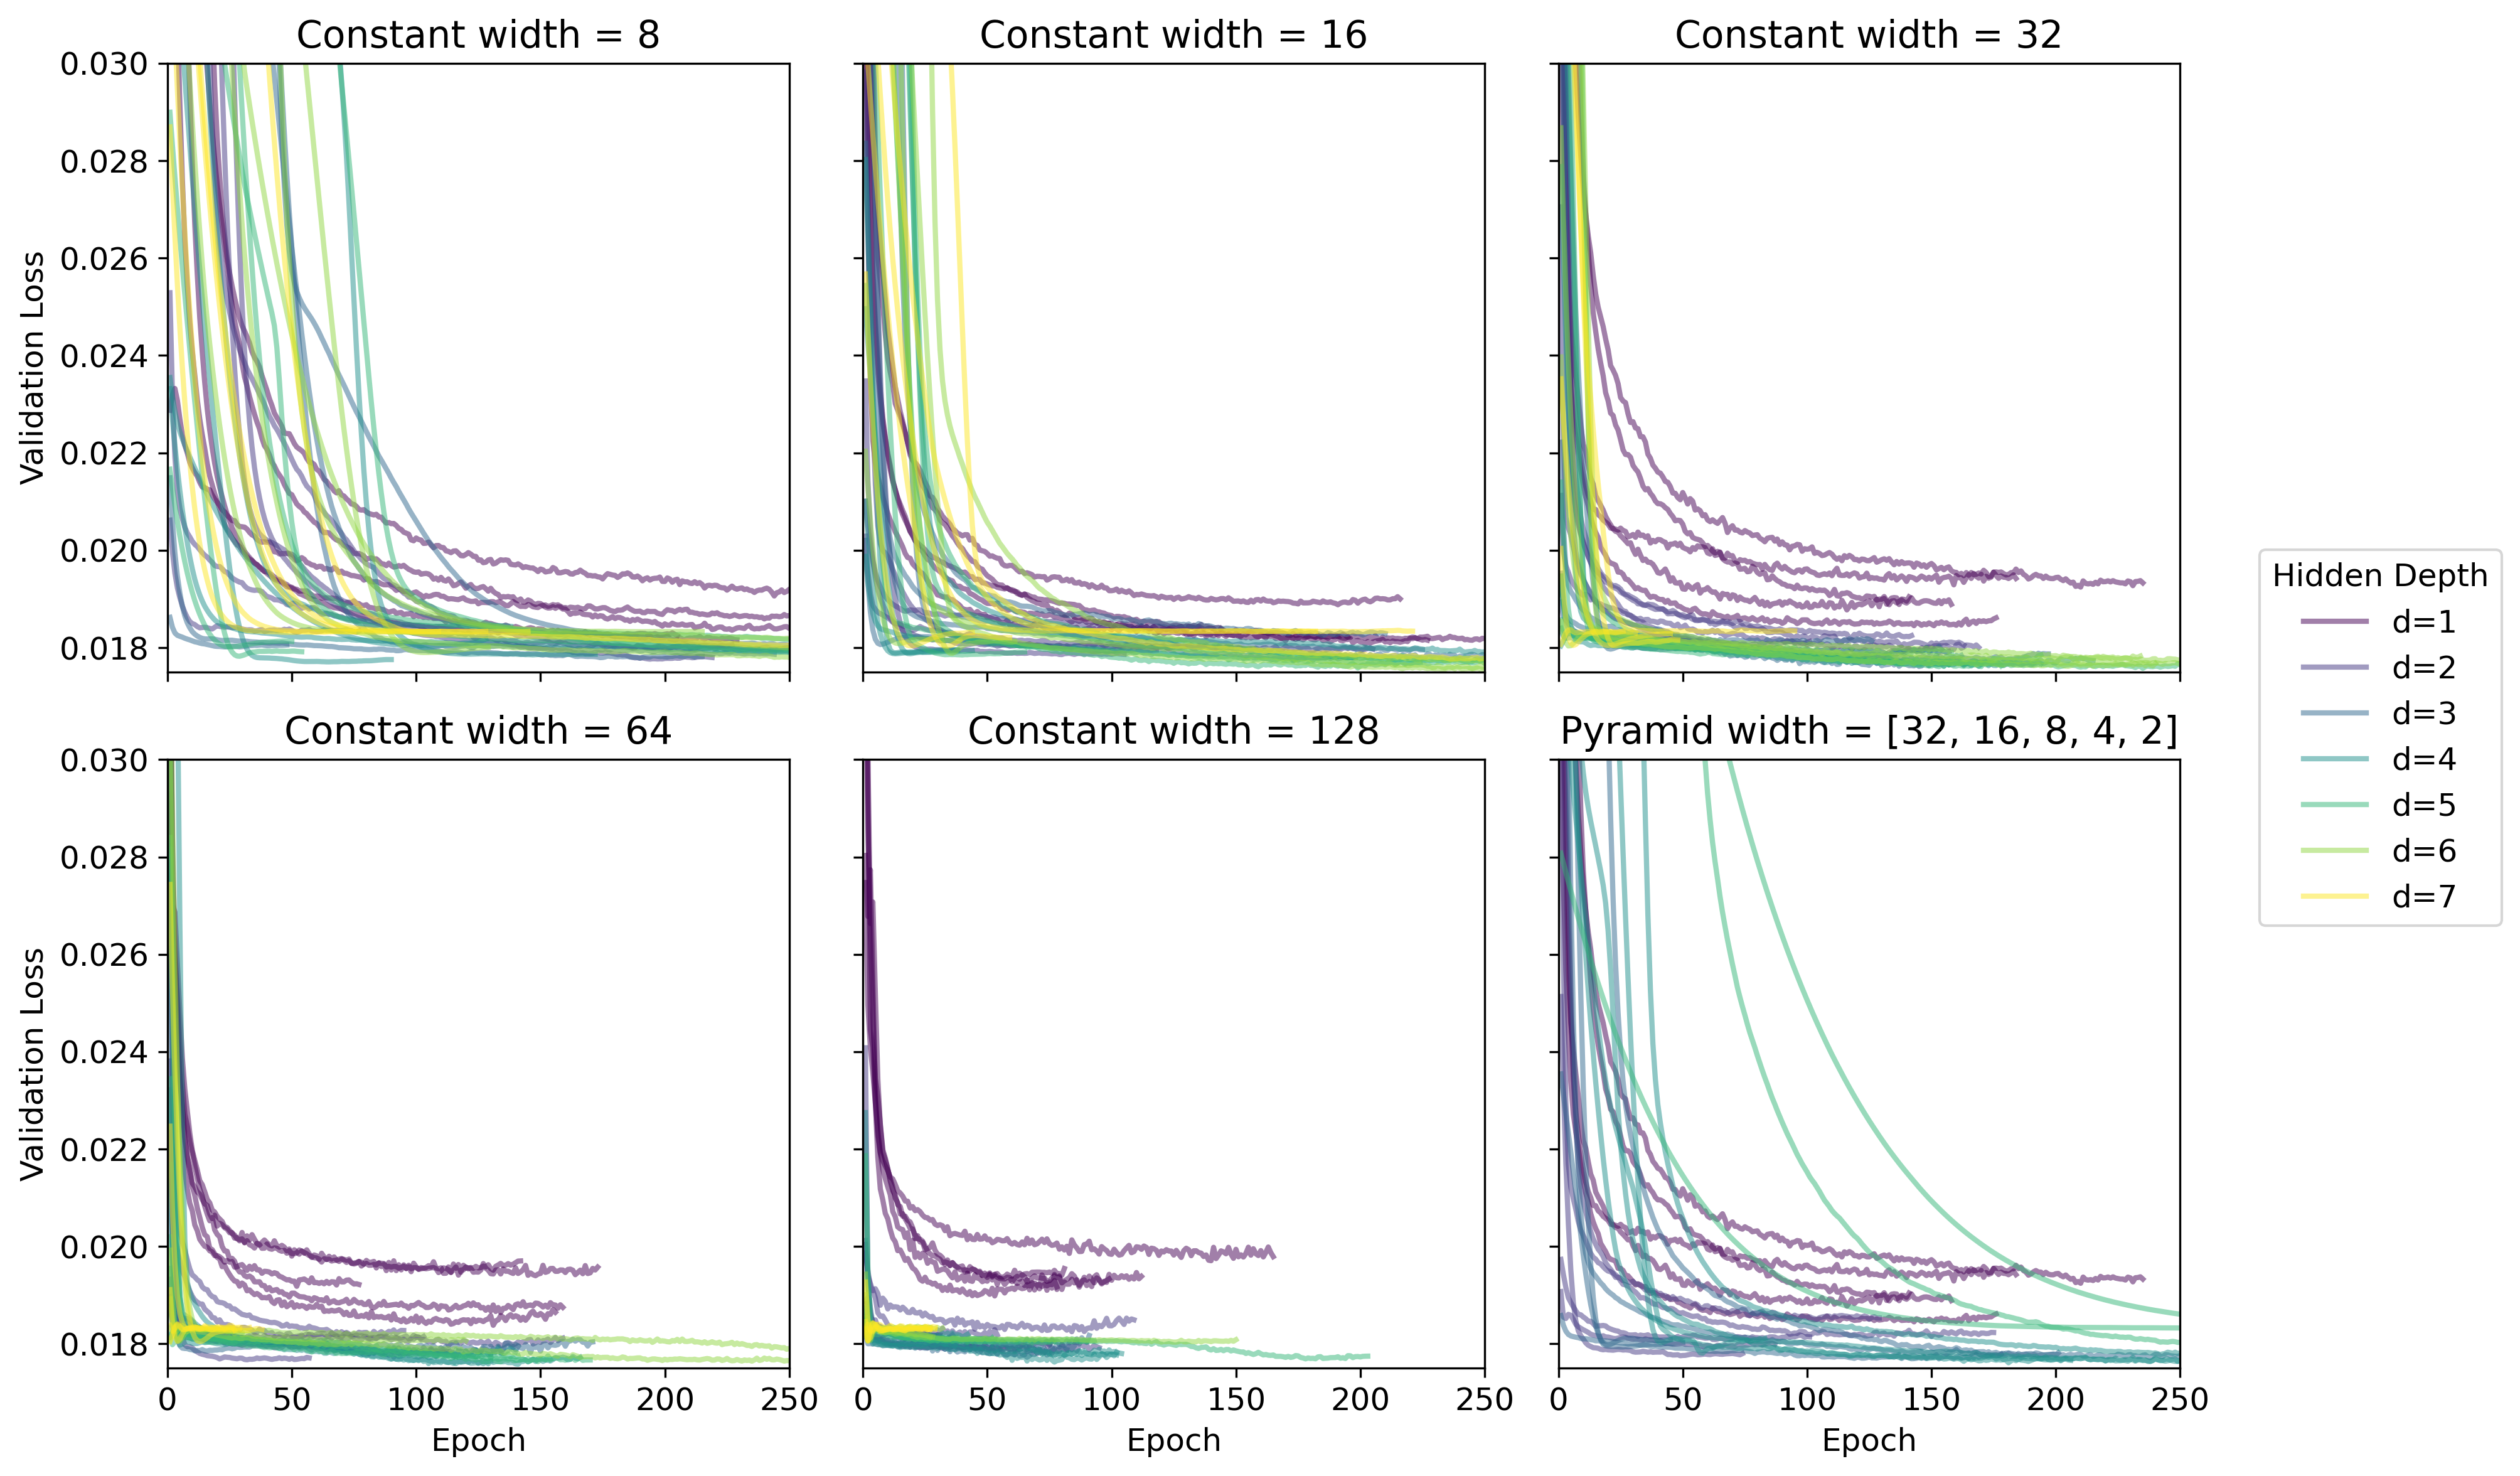 Constant width = 8
Constant width = 16
Constant width = 32
0.030
0.028
0.026
0.024
0.022
0.020
0.018
Validation Loss
Constant width = 64
Constant width = 128
Pyramid width = [32, 16, 8, 4, 2]
0.030
0.028
0.026
0.024
0.022
0.020
0.018
Validation Loss
0 50 100 150 200 250
0 50 100 150 200 250
0 50 100 150 200 250
Epoch
Epoch
Epoch
Hidden Depth
d=1
d=2
d=3
d=4
d=5
d=6
d=7